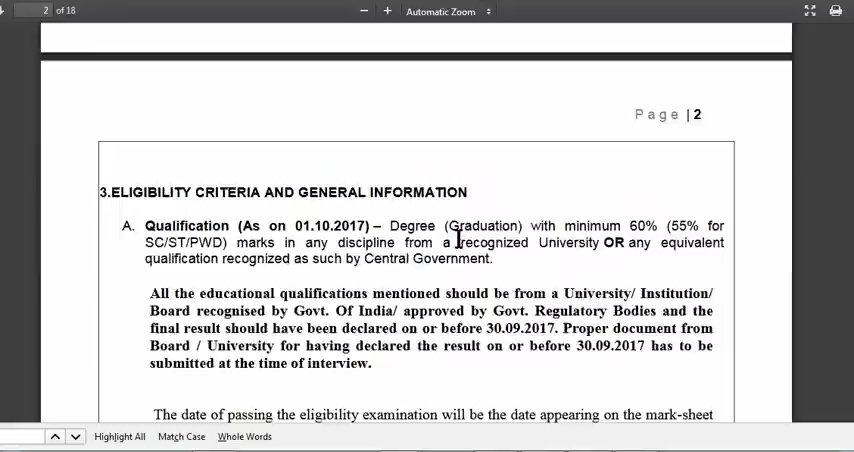 2 of 18
Automatic Zoom
Page | 2
3.ELIGIBILITY CRITERIA AND GENERAL INFORMATION
A. Qualification (As on 01.10.2017) – Degree (Graduation) with minimum 60% (55% for
SC/ST/PWD) marks in any discipline from a recognized University OR any equivalent
qualification recognized as such by Central Government.
All the educational qualifications mentioned should be from a University/ Institution/
Board recognised by Govt. Of India/ approved by Govt. Regulatory Bodies and the
final result should have been declared on or before 30.09.2017. Proper document from
Board / University for having declared the result on or before 30.09.2017 has to be
submitted at the time of interview.
The date of passing the eligibility examination will be the date appearing on the mark-sheet
Highlight All Match Case Whole Words